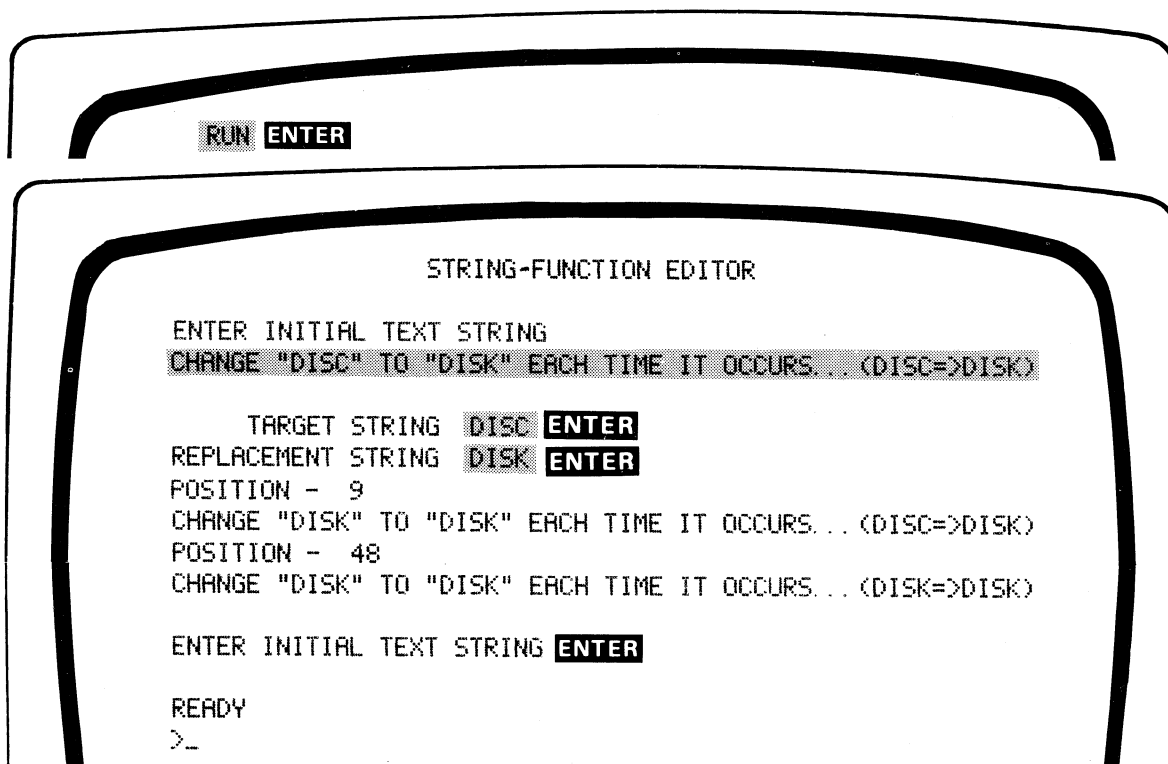 RUN ENTER
STRING-FUNCTION EDITOR
ENTER INITIAL TEXT STRING
CHANGE "DISC" TO "DISK" EACH TIME IT OCCURS...(DISC=>DISK)
TARGET STRING DISC ENTER
REPLACEMENT STRING DISK ENTER
POSITION - 9
CHANGE "DISK" TO "DISK" EACH TIME IT OCCURS...(DISC=>DISK)
POSITION - 48
CHANGE "DISK" TO "DISK" EACH TIME IT OCCURS...(DISK=>DISK)
ENTER INITIAL TEXT STRING ENTER
READY
>_